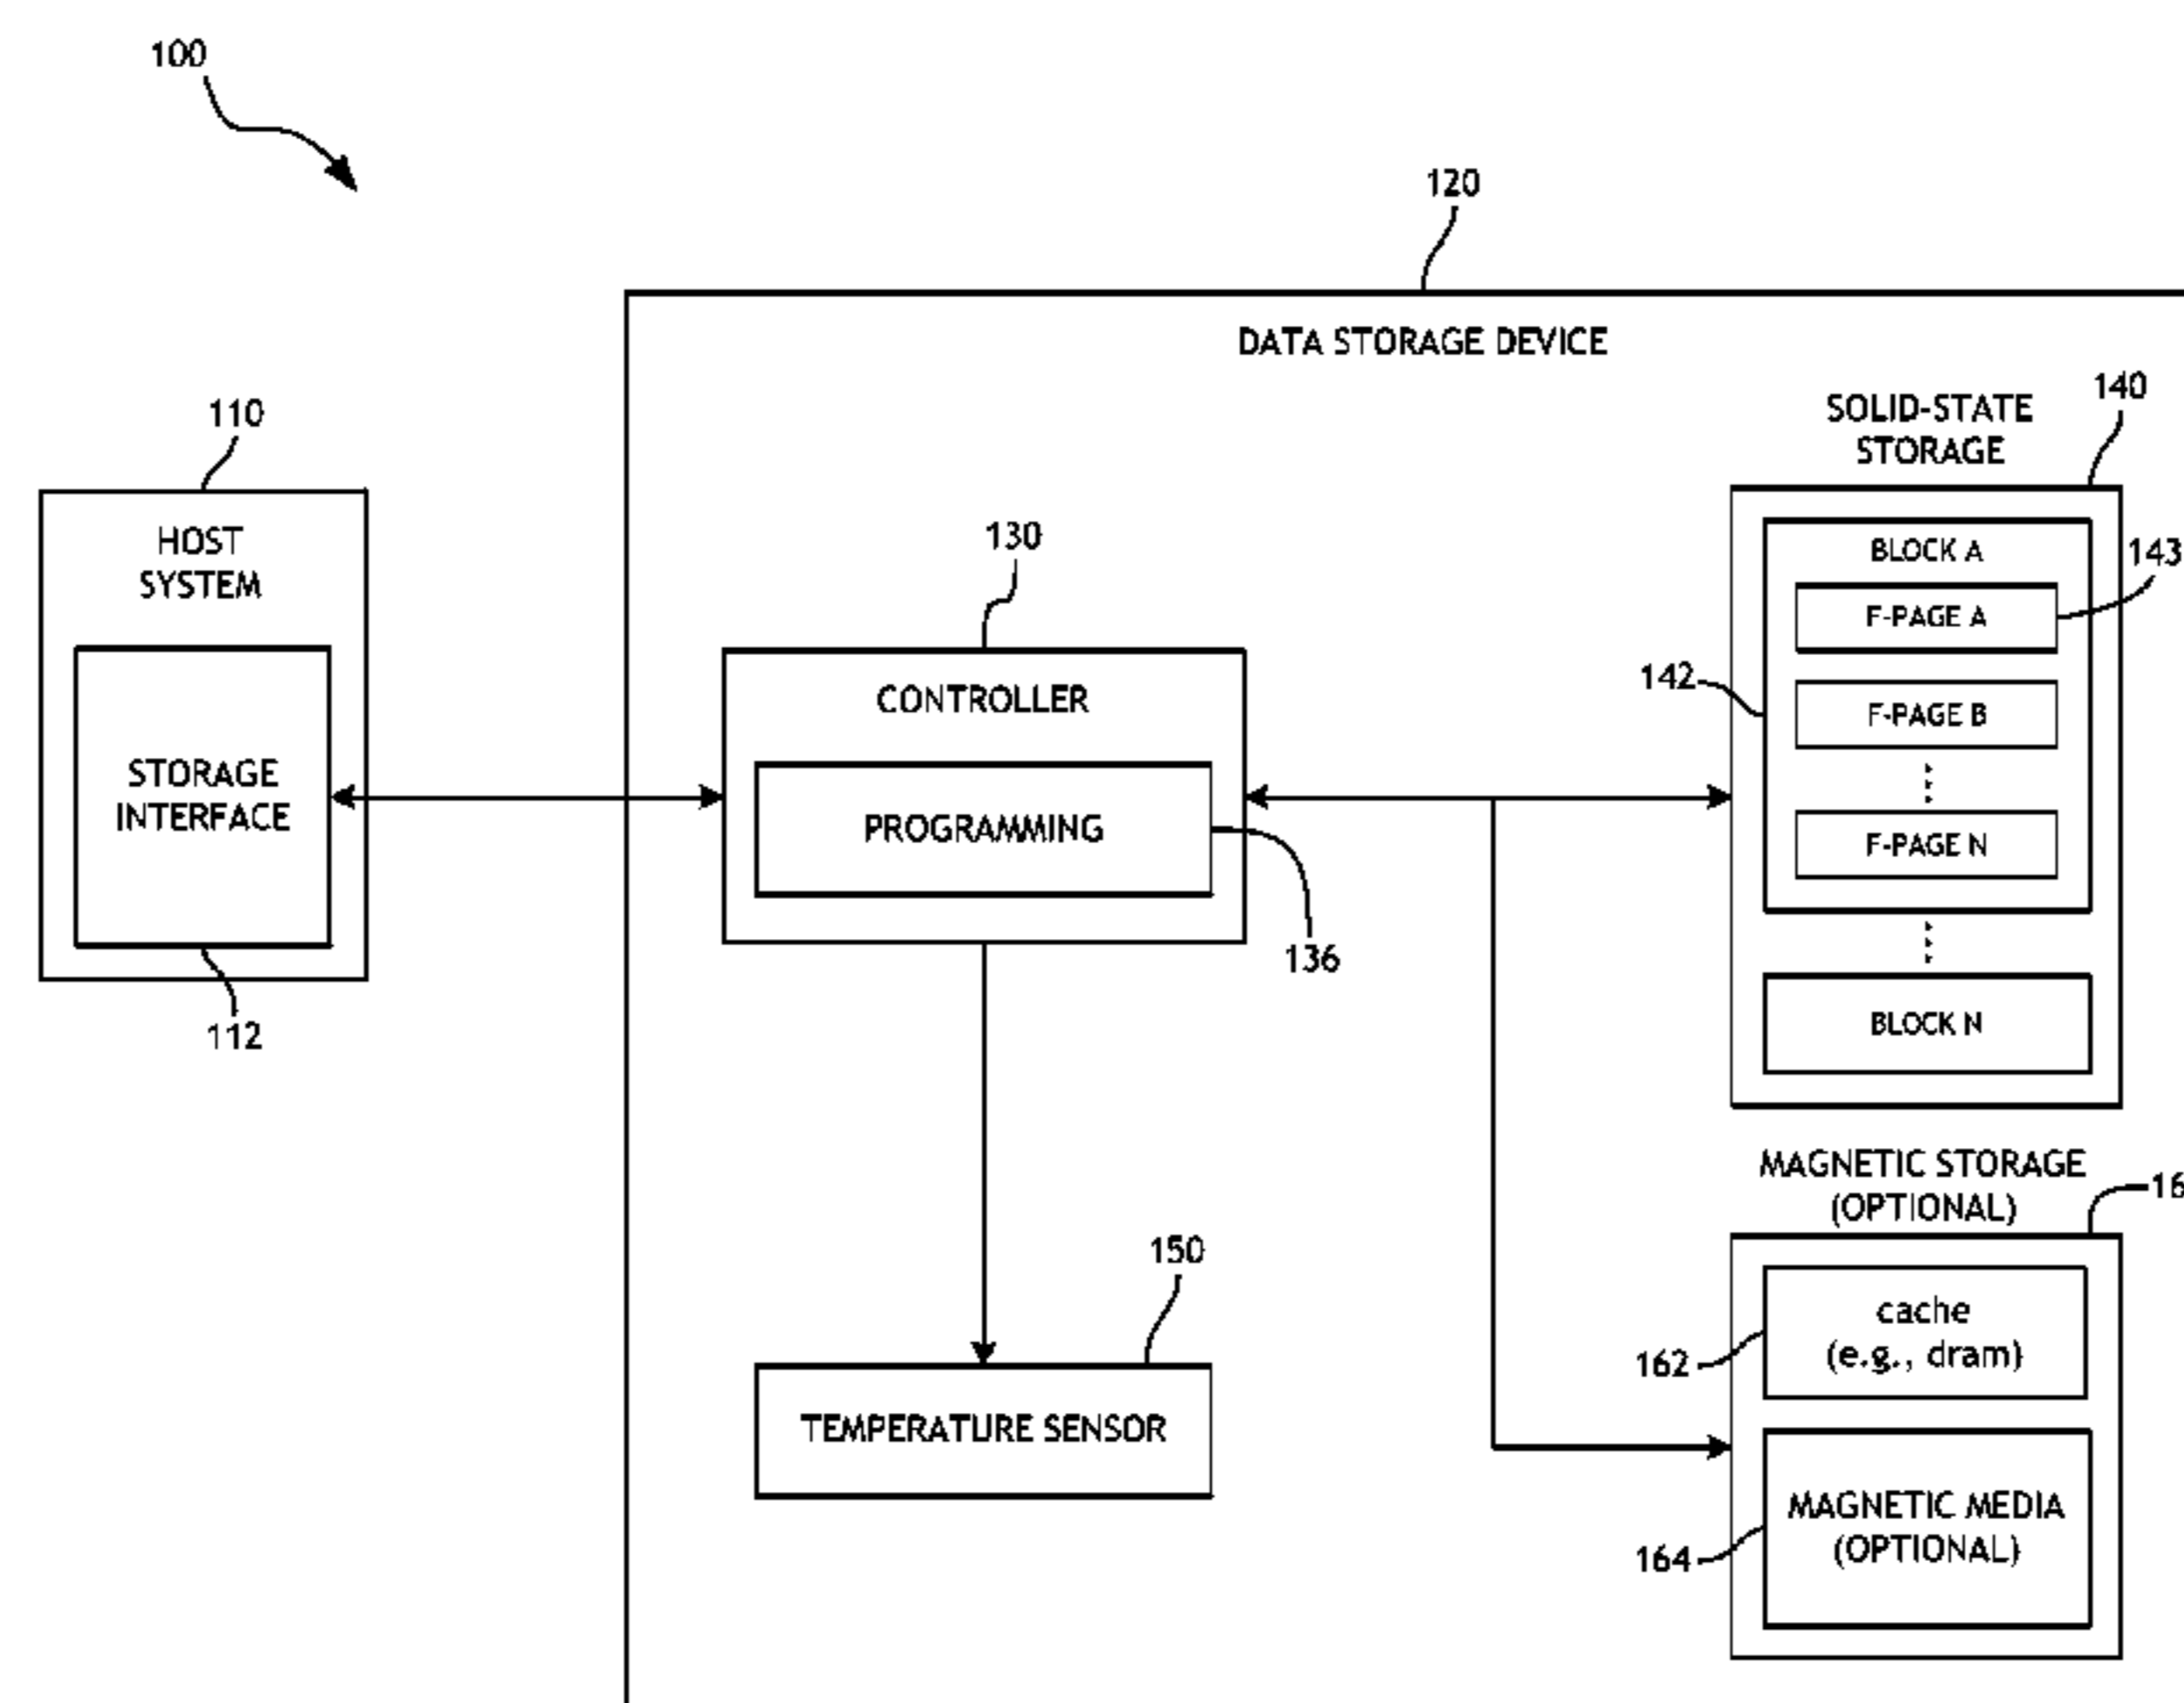 100
120
DATA STORAGE DEVICE
110
HOST
SYSTEM
STORAGE
INTERFACE
112
130
CONTROLLER
PROGRAMMING
136
150
TEMPERATURE SENSOR
SOLID-STATE
STORAGE
140
BLOCK A
143
F-PAGE A
142
F-PAGE B
F-PAGE N
BLOCK N
MAGNETIC STORAGE
(OPTIONAL)
16
cache
(e.g., dram)
162
MAGNETIC MEDIA
(OPTIONAL)
164